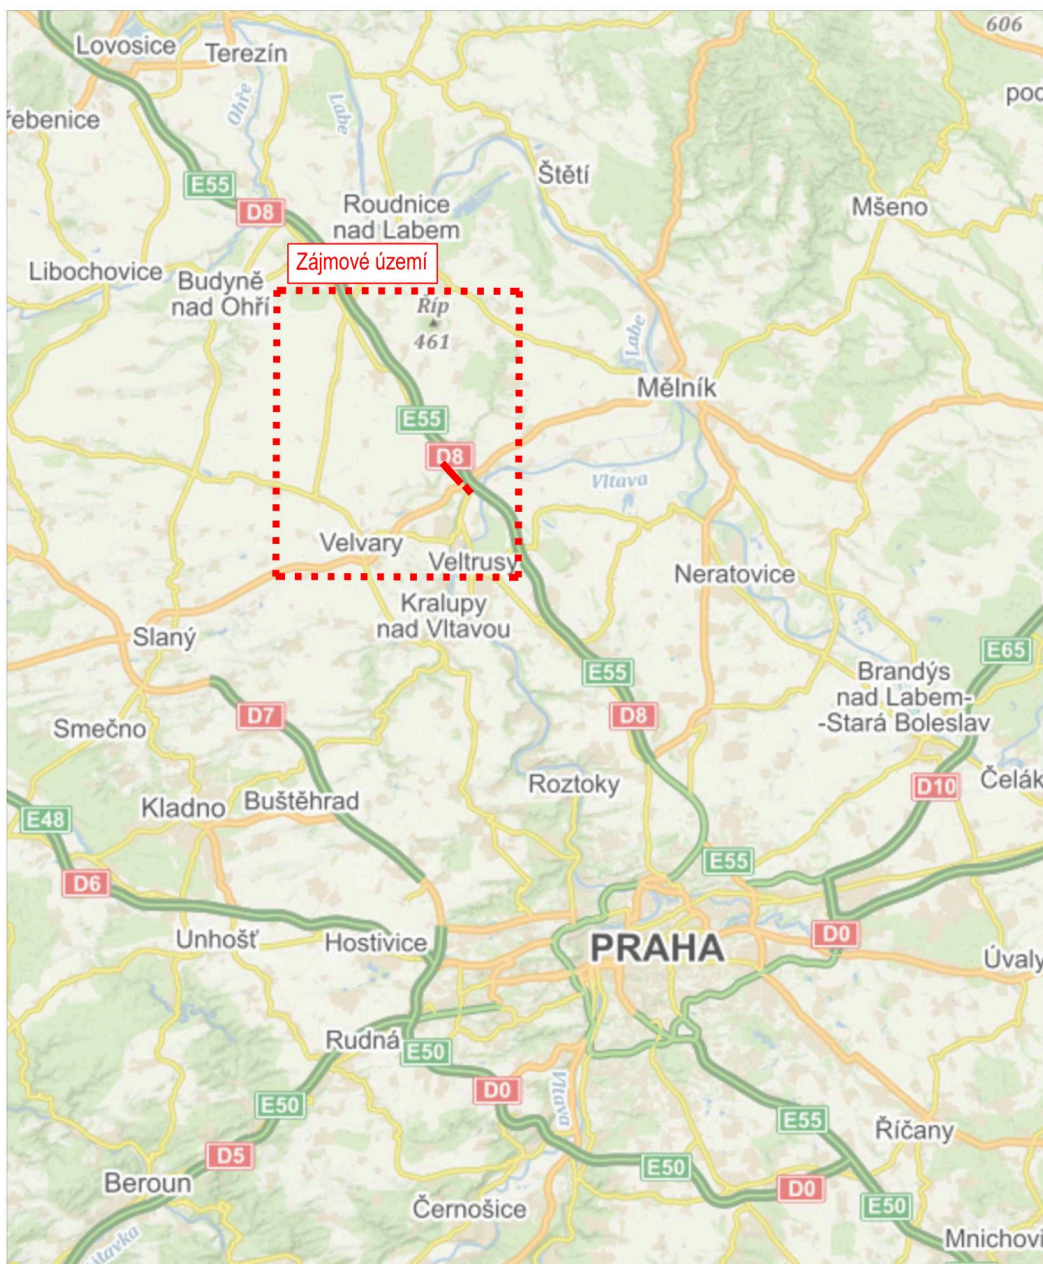 606
Lovosice
Terezín
Ohře
Labe
řebenice
E55
Štětí
D8
Roudnice
nad Labem
Mšeno
Zájmové území
Libochovice
Budyně
nad Ohří
Říp
461
Labe
Mělník
E55
D8
Vltava
Velvary
Veltrusy
Neratovice
Kralupy
nad Vltavou
Slaný
E65
E55
Brandýs
nad Labem-
-Stará Boleslav
D7
D8
Smečno
Roztoky
D10
Čelák
Kladno
Buštěhrad
E48
E55
D6
Unhošť
Hostivice
PRAHA
D0
Úvaly
Rudná
E50
D0
Vltava
E50
E55
Říčany
D5
Beroun
E50
D0
Černošice
E50
Mnichovi